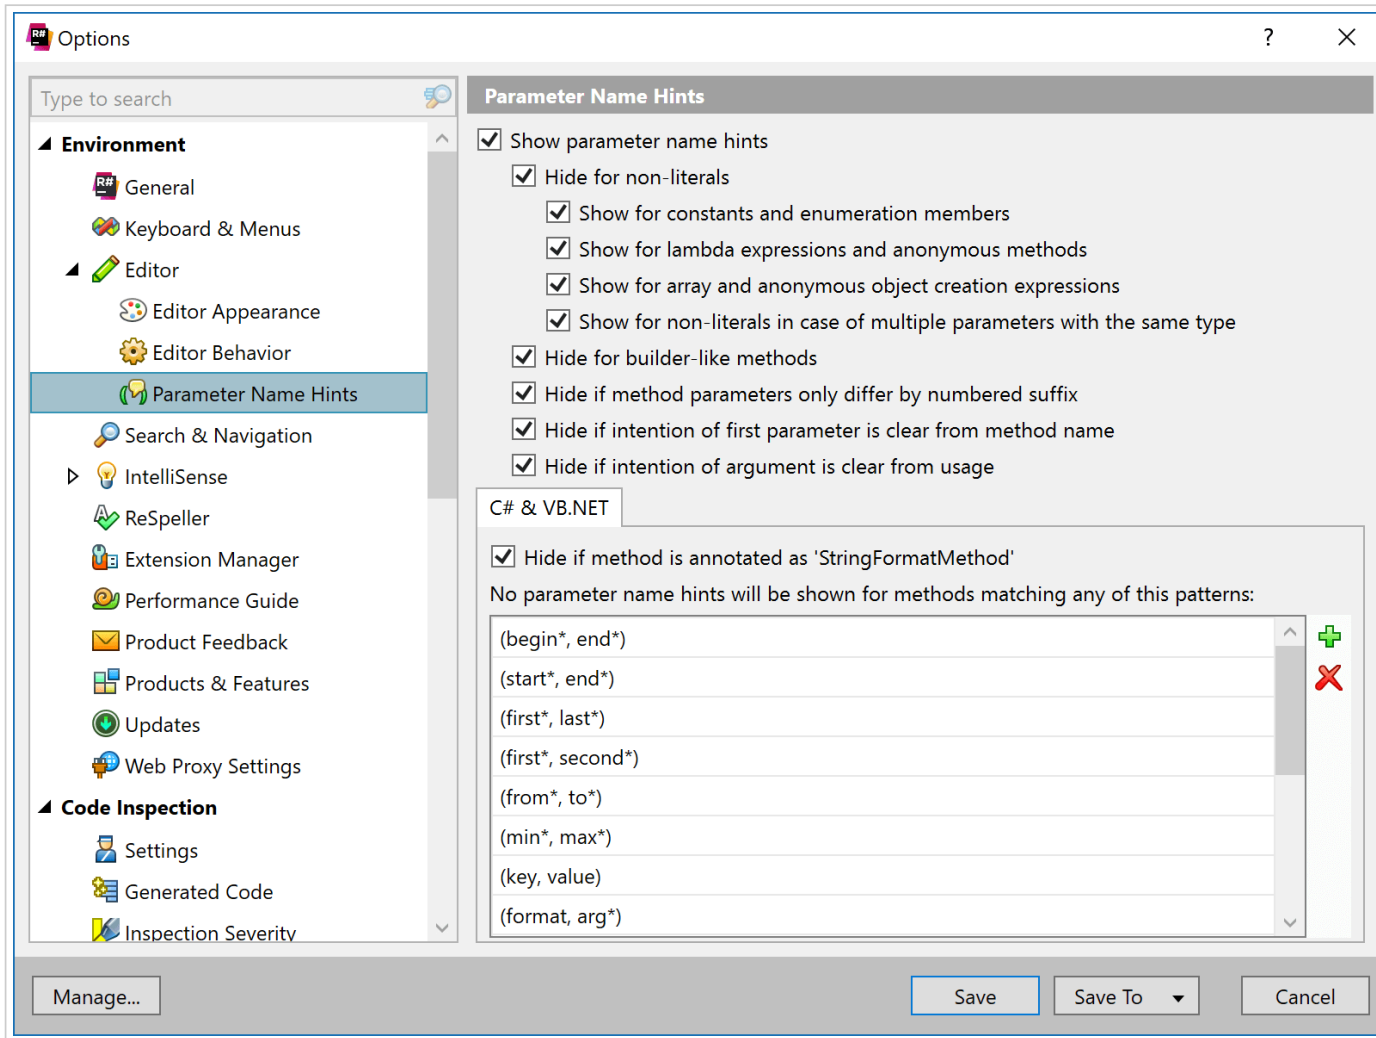 R#
Options
?
Type to search
Environment
R#
General
Keyboard & Menus
Editor
Editor Appearance
Editor Behavior
Parameter Name Hints
Search & Navigation
IntelliSense
ReSpeller
Extension Manager
Performance Guide
Product Feedback
Products & Features
Updates
Web Proxy Settings
Code Inspection
Settings
Generated Code
Inspection Severity
Parameter Name Hints
Show parameter name hints
Hide for non-literals
Show for constants and enumeration members
Show for lambda expressions and anonymous methods
Show for array and anonymous object creation expressions
Show for non-literals in case of multiple parameters with the same type
Hide for builder-like methods
Hide if method parameters only differ by numbered suffix
Hide if intention of first parameter is clear from method name
Hide if intention of argument is clear from usage
C# & VB.NET
Hide if method is annotated as 'StringFormatMethod'
No parameter name hints will be shown for methods matching any of this patterns:
(begin*, end*)
(start*, end*)
(first*, last*)
(first*, second*)
(from*, to*)
(min*, max*)
(key, value)
(format, arg*)
Manage...
Save
Save To
Cancel